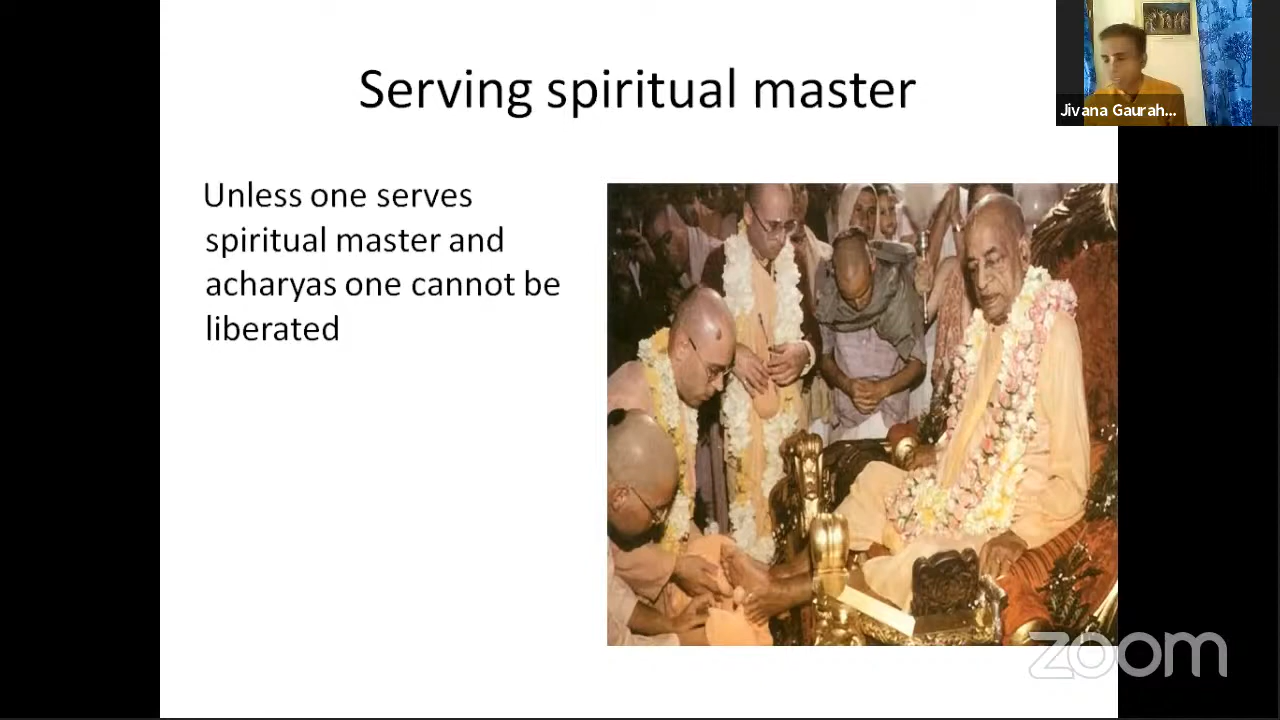 Serving spiritual master
Jivana Gaurah...
Unless one serves
spiritual master and
acharyas one cannot be
liberated
zoom